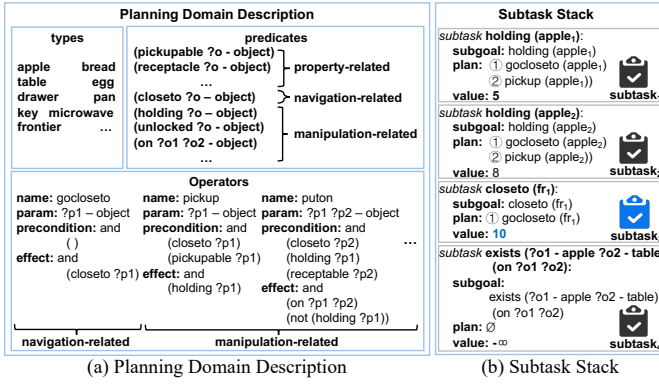 Planning Domain Description
types
apple bread
table egg
drawer pan
key microwave
frontier ...
predicates
(pickupable ?o - object)
(receptacle ?o - object)
...
(closeto ?o – object)
(holding ?o – object)
(unlocked ?o - object)
(on ?o1 ?o2 - object)
...
property-related
navigation-related
manipulation-related
Operators
name: gocloseto
param: ?p1 – object
precondition: and
( )
effect: and
(closeto ?p1)
name: pickup
param: ?p1 – object
precondition: and
(closeto ?p1)
(pickupable ?p1)
effect: and
(holding ?p1)
name: puton
param: ?p1 ?p2 – object
precondition: and
(closeto ?p2)
(holding ?p1)
(receptable ?p2)
effect: and
(on ?p1 ?p2)
(not (holding ?p1))
...
navigation-related
manipulation-related
(a) Planning Domain Description
Subtask Stack
subtask holding (apple₁):
subgoal: holding (apple₁)
plan: ① gocloseto (apple₁)
② pickup (apple₁))
value: 5
subtask
subtask holding (apple₂):
subgoal: holding (apple₂)
plan: ① gocloseto (apple₂)
② pickup (apple₂))
value: 8
subtask
subtask closeto (fr₁):
subgoal: closeto (fr₁)
plan: ① gocloseto (fr₁)
value: 10
subtask
subtask exists (?o1 - apple ?o2 - table)
(on ?o1 ?o2):
subgoal:
exists (?o1 - apple ?o2 - table)
(on ?o1 ?o2)
plan: ∅
value: -∞
subtask
(b) Subtask Stack